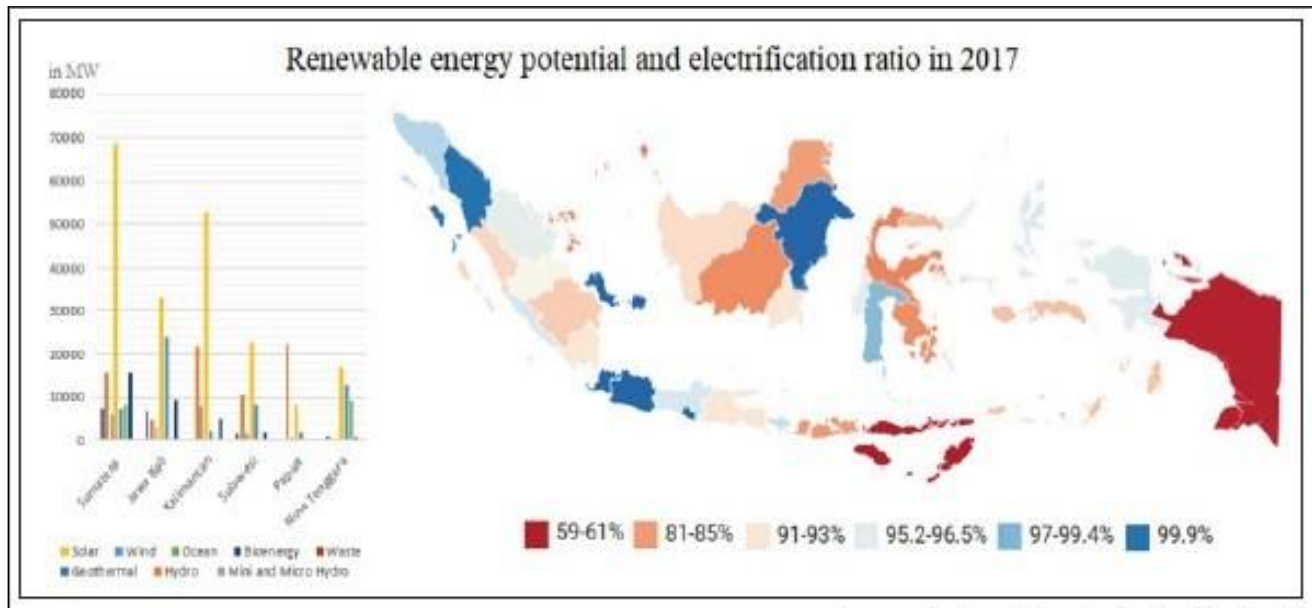 Renewable energy potential and electrification ratio in 2017
in MW
80000
70000
60000
50000
40000
30000
20000
10000
0
Sumatera
Jawa Bali
Kalimantan
Sulawesi
Papua
Nusa Tenggara
Solar Wind Ocean Bioenergy Waste
Geothermal Hydro Mini and Micro Hydro
59-61% 81-85% 91-93% 95.2-96.5% 97-99.4% 99.9%